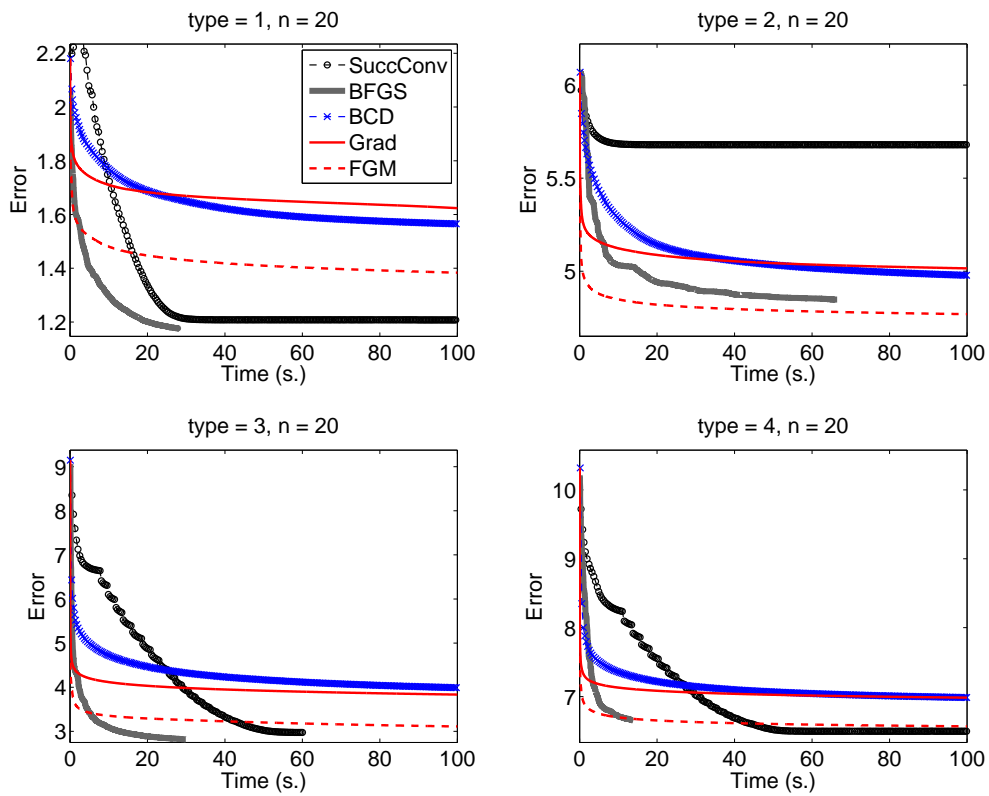 type = 1, n = 20
2.2
2
1.8
1.6
1.4
1.2
Error
SuccConv
BFGS
BCD
Grad
FGM
0 20 40 60 80 100
Time (s.)
type = 2, n = 20
6
5.5
5
Error
0 20 40 60 80 100
Time (s.)
type = 3, n = 20
9
8
7
6
5
4
3
Error
0 20 40 60 80 100
Time (s.)
type = 4, n = 20
10
9
8
7
Error
0 20 40 60 80 100
Time (s.)